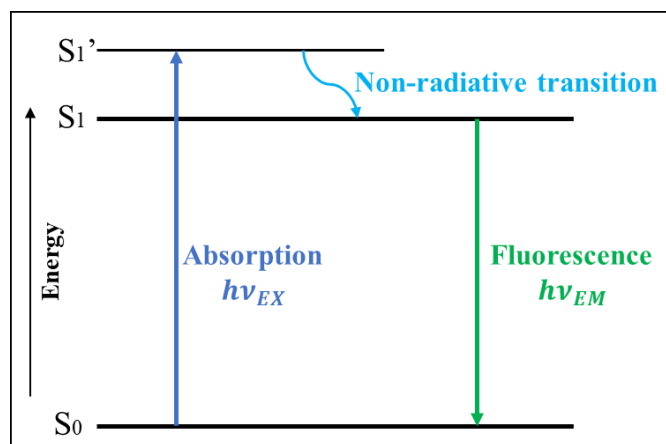 S1’
Non-radiative transition
S1
Energy
Absorption
hνEX
Fluorescence
hνEM
S0